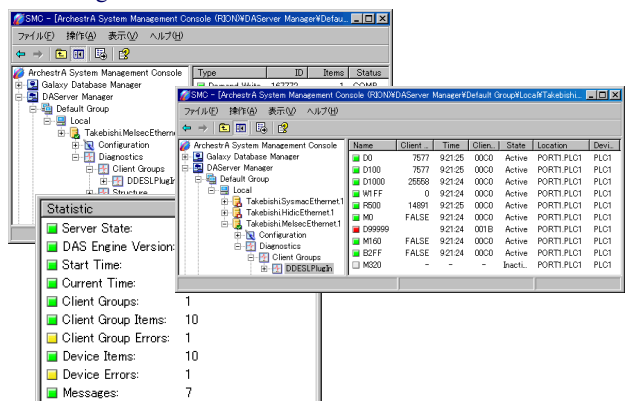 SMC - [ArchestrA System Management Console (RION)¥DAServer Manager¥Defau...
ファイル(F) 操作(A) 表示(V) ヘルプ(H)
ArchestrA System Management Console
Galaxy Database Manager
DAServer Manager
Default Group
Local
Takebishi.MelsecEthern
Configuration
Diagnostics
Client Groups
DDESLPlugIn
Structure
Type ID Items Status
Demand Write 167772 1 COMP
SMC - [ArchestrA System Management Console (RION)¥DAServer Manager¥Default Group¥Local¥Takebishi...
ファイル(F) 操作(A) 表示(V) ヘルプ(H)
ArchestrA System Management Console
Galaxy Database Manager
DAServer Manager
Default Group
Local
Takebishi.SysmacEthernet.1
Takebishi.HidicEthernet.1
Takebishi.MelsecEthernet.1
Configuration
Diagnostics
Client Groups
DDESLPlugIn
Name Client ... Time Clien... State Location Devi...
D0 7577 9:21:25 00C0 Active PORT1.PLC1 PLC1
D100 7577 9:21:25 00C0 Active PORT1.PLC1 PLC1
D1000 25558 9:21:24 00C0 Active PORT1.PLC1 PLC1
W1FF 0 9:21:24 00C0 Active PORT1.PLC1 PLC1
R500 14891 9:21:25 00C0 Active PORT1.PLC1 PLC1
M0 FALSE 9:21:24 00C0 Active PORT1.PLC1 PLC1
D99999 9:21:24 001B Active PORT1.PLC1 PLC1
M160 FALSE 9:21:24 00C0 Active PORT1.PLC1 PLC1
B2FF FALSE 9:21:24 00C0 Active PORT1.PLC1 PLC1
M320 - - - Inacti... PORT1.PLC1 PLC1
Statistic
Server State:
DAS Engine Version:
Start Time:
Current Time:
Client Groups: 1
Client Group Items: 10
Client Group Errors: 1
Device Items: 10
Device Errors: 1
Messages: 7